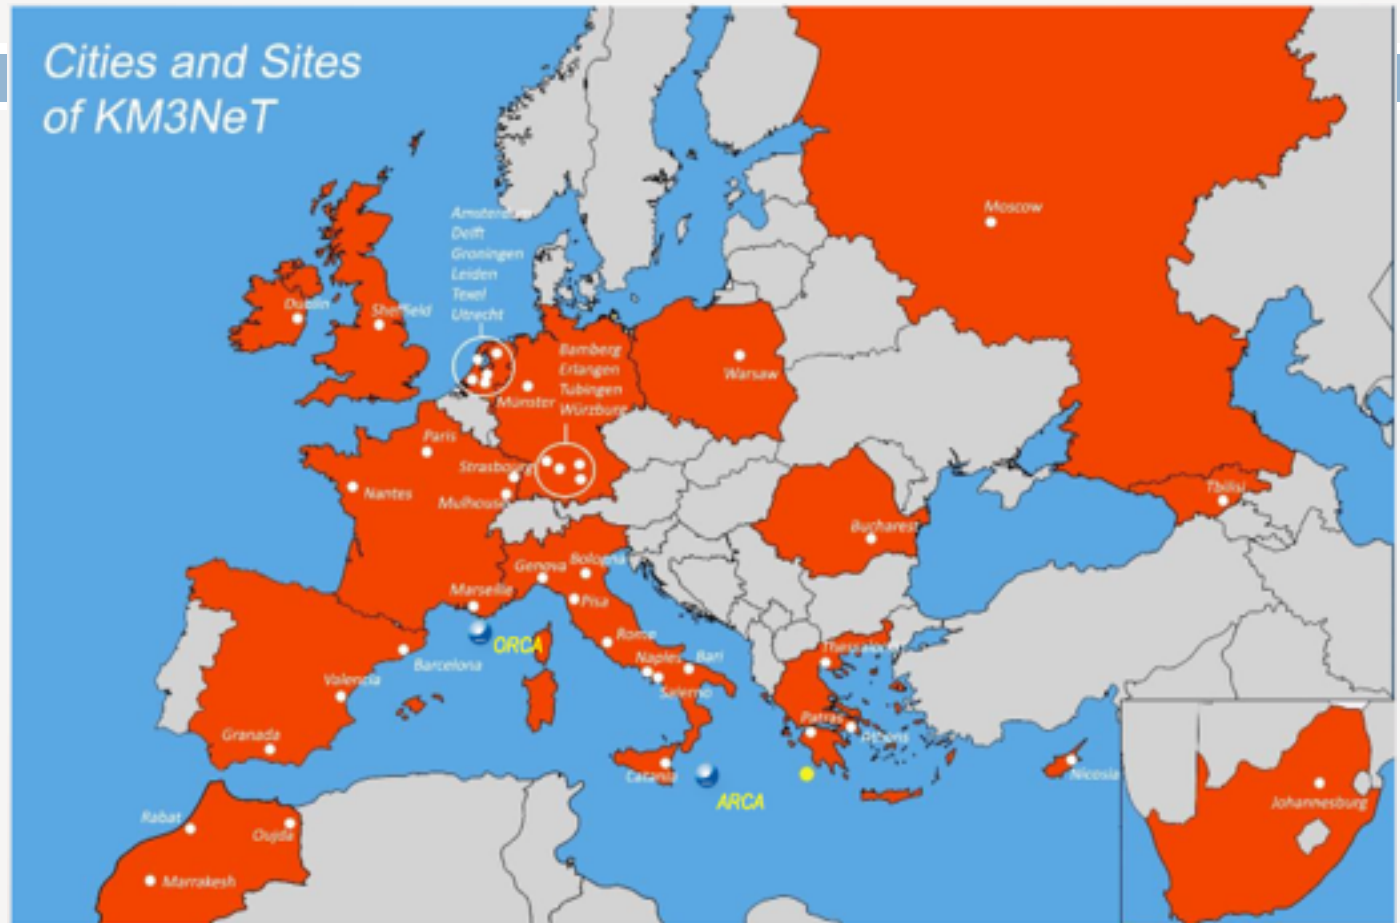 Cities and Sites
of KM3NeT
Moscow
Amsterdam
Delft
Groningen
Leiden
Texel
Utrecht
Dublin
Sheffield
Bamberg
Erlangen
Tubingen
Würzburg
Warsaw
Münster
Paris
Strasbourg
Nantes
Mulhouse
Tbilisi
Bucharest
Genova
Bologna
Marseille
Pisa
ORCA
Rome
Barcelona
Naples
Bari
Thessaloniki
Valencia
Salerno
Granada
Patras
Athens
Catania
Nicosia
ARCA
Johannesburg
Rabat
Oujda
Marrakesh